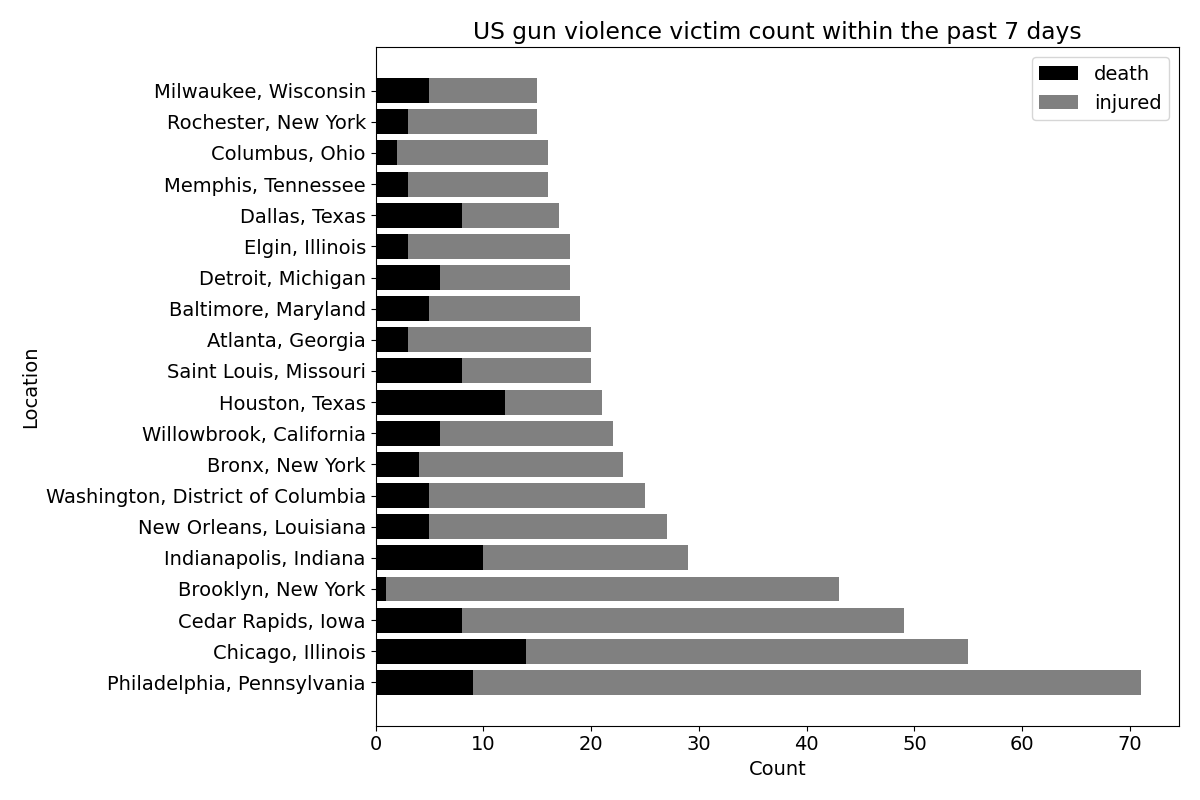 US gun violence victim count within the past 7 days
death
injured
Milwaukee, Wisconsin
Rochester, New York
Columbus, Ohio
Memphis, Tennessee
Dallas, Texas
Elgin, Illinois
Detroit, Michigan
Baltimore, Maryland
Atlanta, Georgia
Saint Louis, Missouri
Houston, Texas
Willowbrook, California
Bronx, New York
Washington, District of Columbia
New Orleans, Louisiana
Indianapolis, Indiana
Brooklyn, New York
Cedar Rapids, Iowa
Chicago, Illinois
Philadelphia, Pennsylvania
Location
0 10 20 30 40 50 60 70
Count